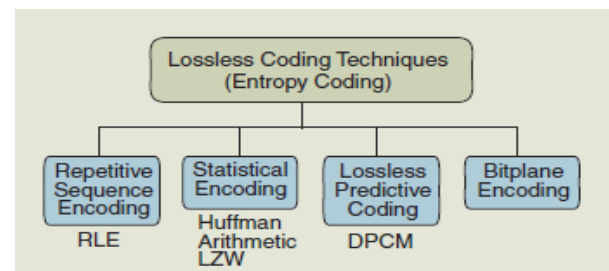 Lossless Coding Techniques
(Entropy Coding)
Repetitive
Sequence
Encoding
RLE
Statistical
Encoding
Huffman
Arithmetic
LZW
Lossless
Predictive
Coding
DPCM
Bitplane
Encoding